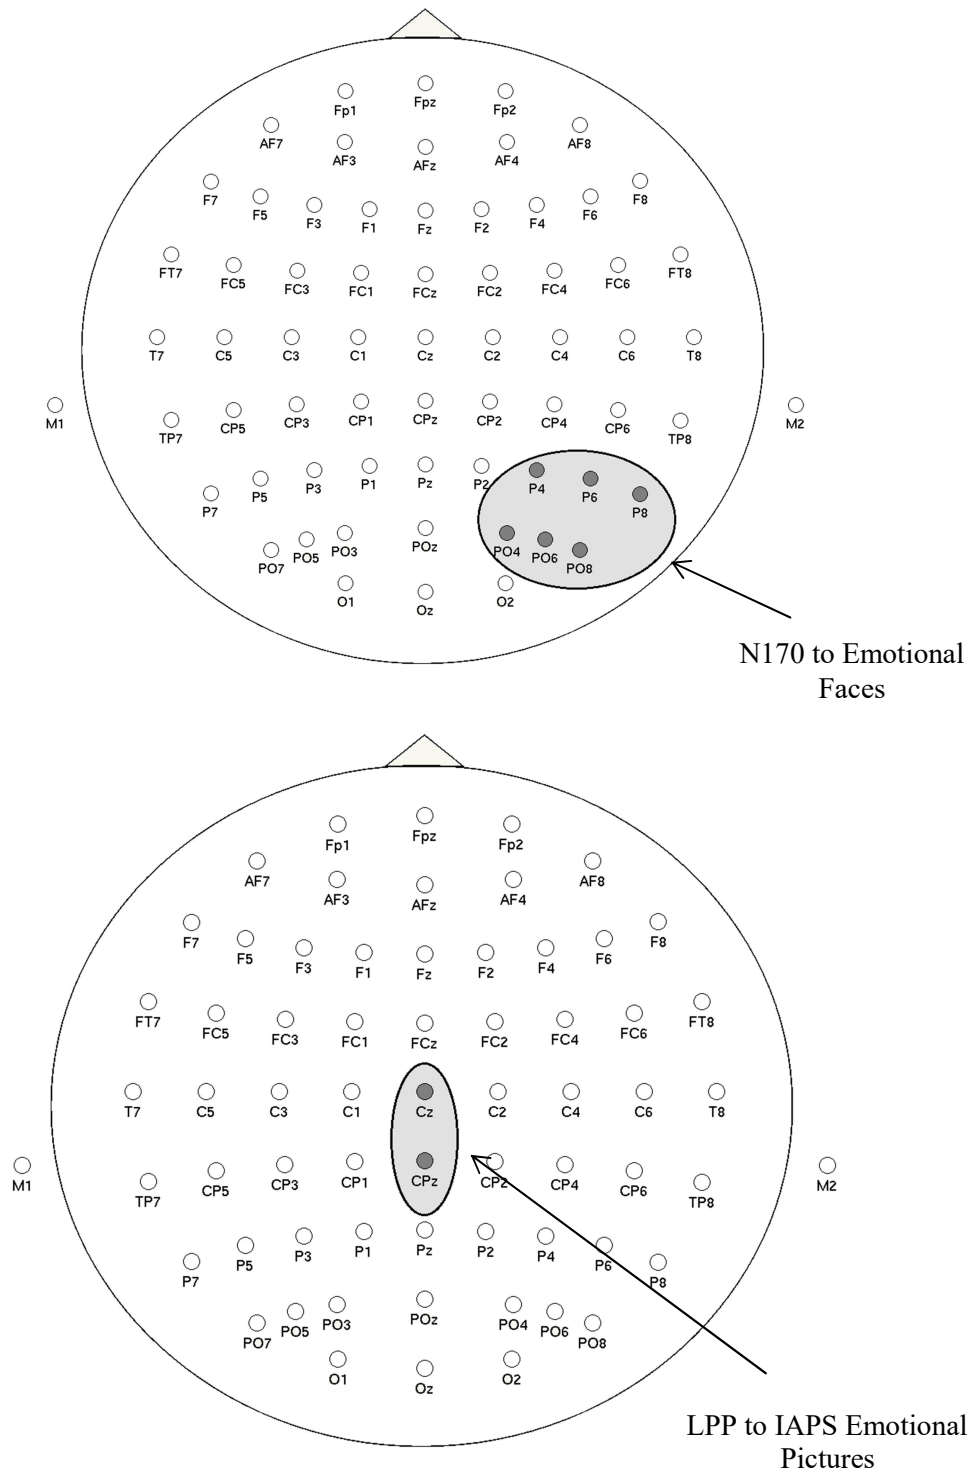 Fp1 Fpz Fp2
AF7 AF3 AFz AF4 AF8
F7 F5 F3 F1 Fz F2 F4 F6 F8
FT7 FC5 FC3 FC1 FCz FC2 FC4 FC6 FT8
T7 C5 C3 C1 Cz C2 C4 C6 T8
M1 TP7 CP5 CP3 CP1 CPz CP2 CP4 CP6 TP8 M2
P7 P5 P3 P1 Pz P2 P4 P6 P8
PO7 PO5 PO3 POz PO4 PO6 PO8
O1 Oz O2
N170 to Emotional
Faces
Fp1 Fpz Fp2
AF7 AF3 AFz AF4 AF8
F7 F5 F3 F1 Fz F2 F4 F6 F8
FT7 FC5 FC3 FC1 FCz FC2 FC4 FC6 FT8
T7 C5 C3 C1 Cz C2 C4 C6 T8
M1 TP7 CP5 CP3 CP1 CPz CP2 CP4 CP6 TP8 M2
P7 P5 P3 P1 Pz P2 P4 P6 P8
PO7 PO5 PO3 POz PO4 PO6 PO8
O1 Oz O2
LPP to IAPS Emotional
Pictures